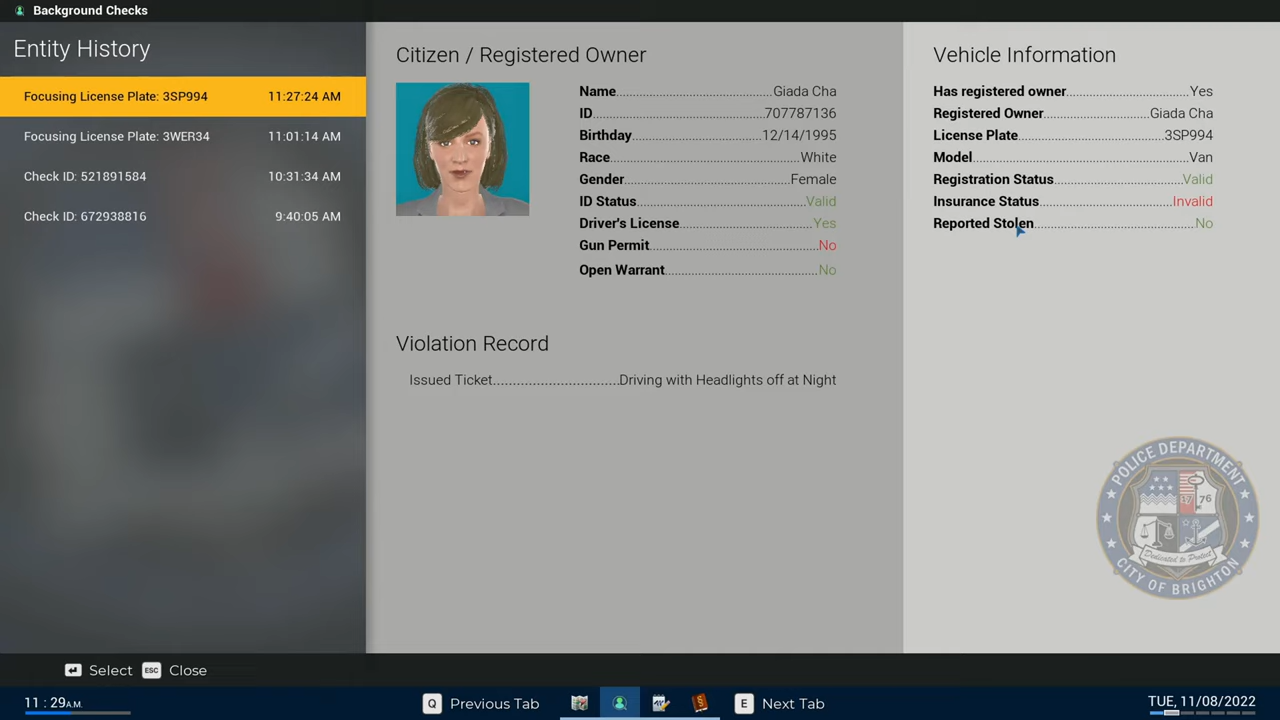 Background Checks
Entity History
Focusing License Plate: 3SP994 11:27:24 AM
Focusing License Plate: 3WER34 11:01:14 AM
Check ID: 521891584 10:31:34 AM
Check ID: 672938816 9:40:05 AM
Citizen / Registered Owner
Name Giada Cha
ID 707787136
Birthday 12/14/1995
Race White
Gender Female
ID Status Valid
Driver's License Yes
Gun Permit No
Open Warrant No
Violation Record
Issued Ticket Driving with Headlights off at Night
Vehicle Information
Has registered owner Yes
Registered Owner Giada Cha
License Plate 3SP994
Model Van
Registration Status Valid
Insurance Status Invalid
Reported Stolen No
POLICE DEPARTMENT
1776
Dedicated to Protect
CITY OF BRIGHTON
Select ESC Close
11 : 29 A.M.
Q Previous Tab
E Next Tab
TUE, 11/08/2022